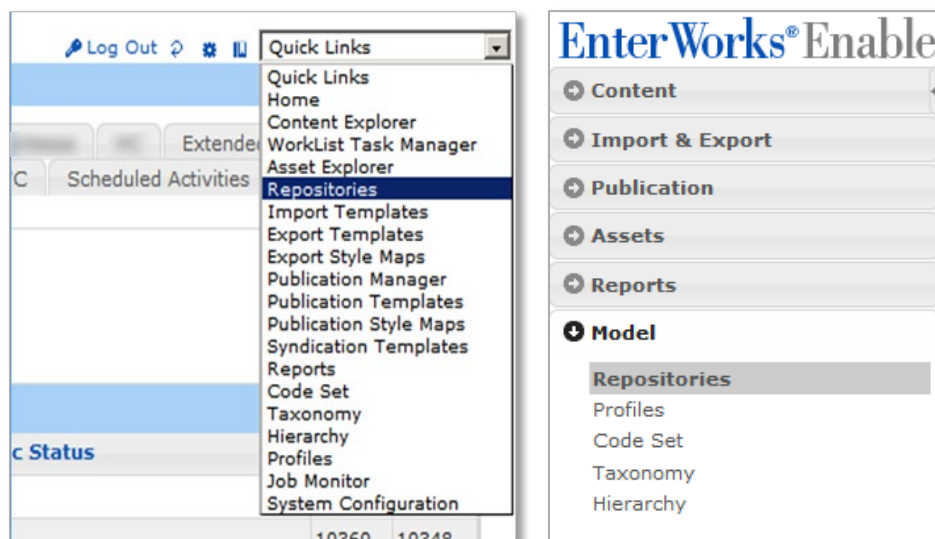 Log Out
Quick Links
Quick Links
Home
Content Explorer
WorkList Task Manager
Asset Explorer
Repositories
Import Templates
Export Templates
Export Style Maps
Publication Manager
Publication Templates
Publication Style Maps
Syndication Templates
Reports
Code Set
Taxonomy
Hierarchy
Profiles
Job Monitor
System Configuration
Extended
C Scheduled Activities
c Status
10360 10348
EnterWorks® Enable
Content
Import & Export
Publication
Assets
Reports
Model
Repositories
Profiles
Code Set
Taxonomy
Hierarchy